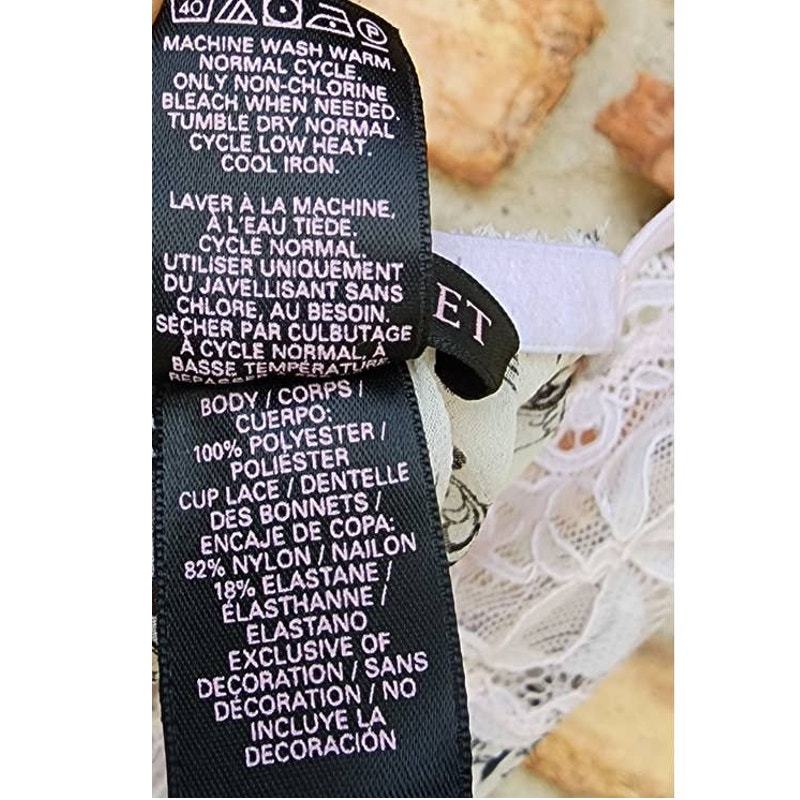 40 P
MACHINE WASH WARM.
NORMAL CYCLE.
ONLY NON-CHLORINE
BLEACH WHEN NEEDED.
TUMBLE DRY NORMAL
CYCLE LOW HEAT.
COOL IRON.
LAVER À LA MACHINE,
À L'EAU TIÈDE.
CYCLE NORMAL.
UTILISER UNIQUEMENT
DU JAVELLISANT SANS
CHLORE, AU BESOIN.
SÉCHER PAR CULBUTAGE
À CYCLE NORMAL, À
BASSE TEMPÉRATURE.
ET
BODY / CORPS /
CUERPO:
100% POLYESTER /
POLIÉSTER
CUP LACE / DENTELLE
DES BONNETS /
ENCAJE DE COPA:
82% NYLON / NAILON
18% ELASTANE /
ÉLASTHANNE /
ELASTANO
EXCLUSIVE OF
DECORATION / SANS
DÉCORATION / NO
INCLUYE LA
DECORACIÓN